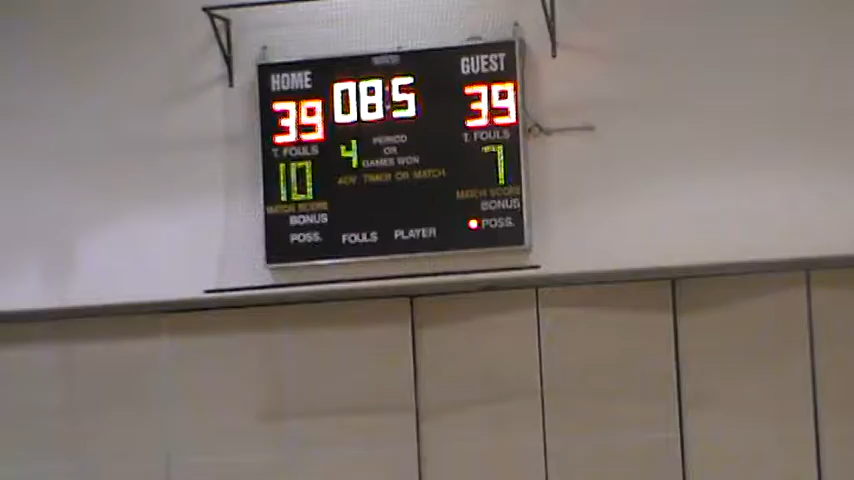 HOME GUEST
39 08:5 39
T. FOULS PERIOD T. FOULS
10 4 OR 7
GAMES WON
ADV TRACK OR MATCH
MATCH SCORE MATCH SCORE
BONUS BONUS
POSS. FOULS PLAYER POSS.